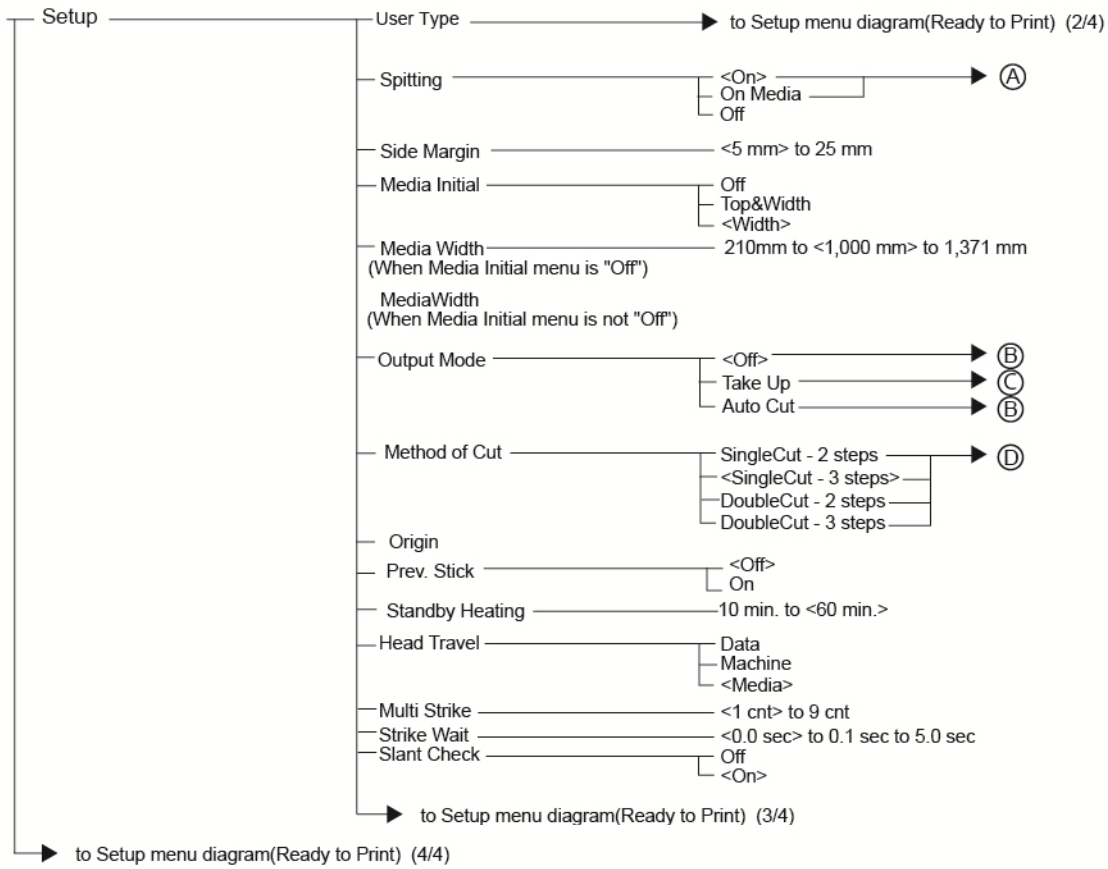 Setup
User Type
to Setup menu diagram(Ready to Print) (2/4)
Spitting
<On>
A
On Media
Off
Side Margin
<5 mm> to 25 mm
Media Initial
Off
Top&Width
<Width>
Media Width
210mm to <1,000 mm> to 1,371 mm
(When Media Initial menu is "Off")
MediaWidth
(When Media Initial menu is not "Off")
Output Mode
<Off>
B
Take Up
C
Auto Cut
B
Method of Cut
SingleCut - 2 steps
D
<SingleCut - 3 steps>
DoubleCut - 2 steps
DoubleCut - 3 steps
Origin
Prev. Stick
<Off>
On
Standby Heating
10 min. to <60 min.>
Head Travel
Data
Machine
<Media>
Multi Strike
<1 cnt> to 9 cnt
Strike Wait
<0.0 sec> to 0.1 sec to 5.0 sec
Slant Check
Off
<On>
to Setup menu diagram(Ready to Print) (3/4)
to Setup menu diagram(Ready to Print) (4/4)